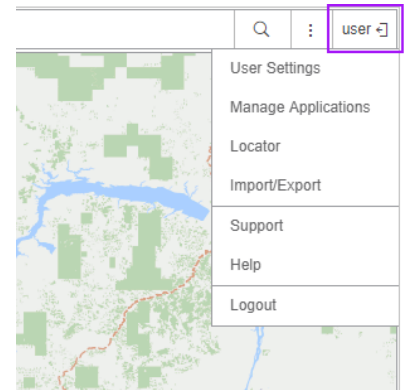 user
User Settings
Manage Applications
Locator
Import/Export
Support
Help
Logout